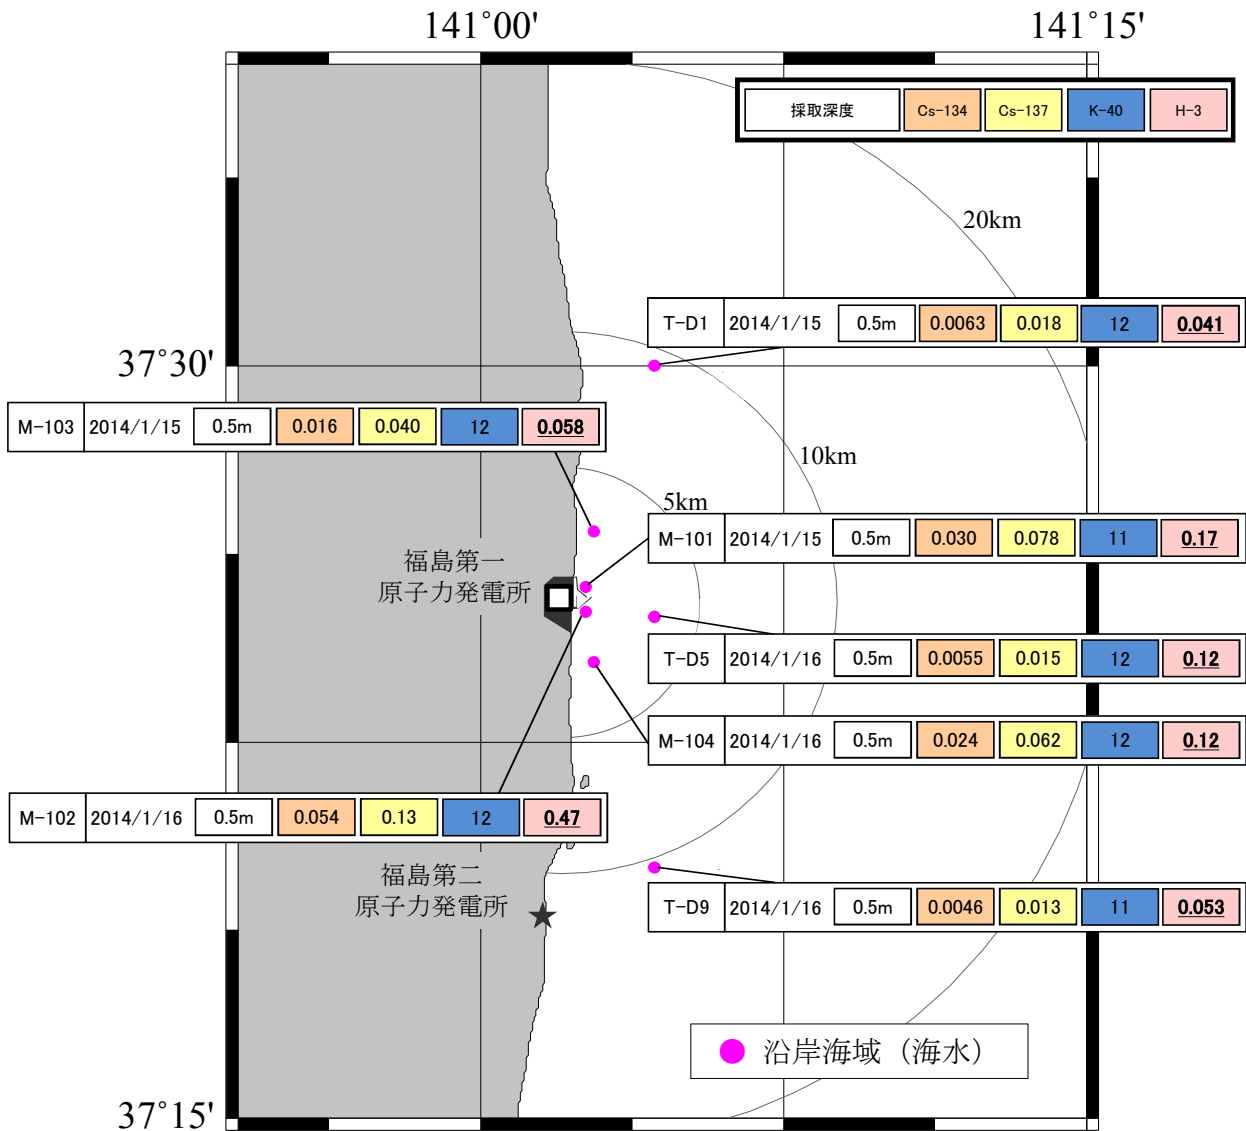 141°00' 141°15'
採取深度 Cs-134 Cs-137 K-40 H-3
20km
T-D1 2014/1/15 0.5m 0.0063 0.018 12 0.041
37°30'
M-103 2014/1/15 0.5m 0.016 0.040 12 0.058
10km
5km
M-101 2014/1/15 0.5m 0.030 0.078 11 0.17
福島第一
原子力発電所
T-D5 2014/1/16 0.5m 0.0055 0.015 12 0.12
M-104 2014/1/16 0.5m 0.024 0.062 12 0.12
M-102 2014/1/16 0.5m 0.054 0.13 12 0.47
福島第二
原子力発電所
T-D9 2014/1/16 0.5m 0.0046 0.013 11 0.053
沿岸海域（海水）
37°15'